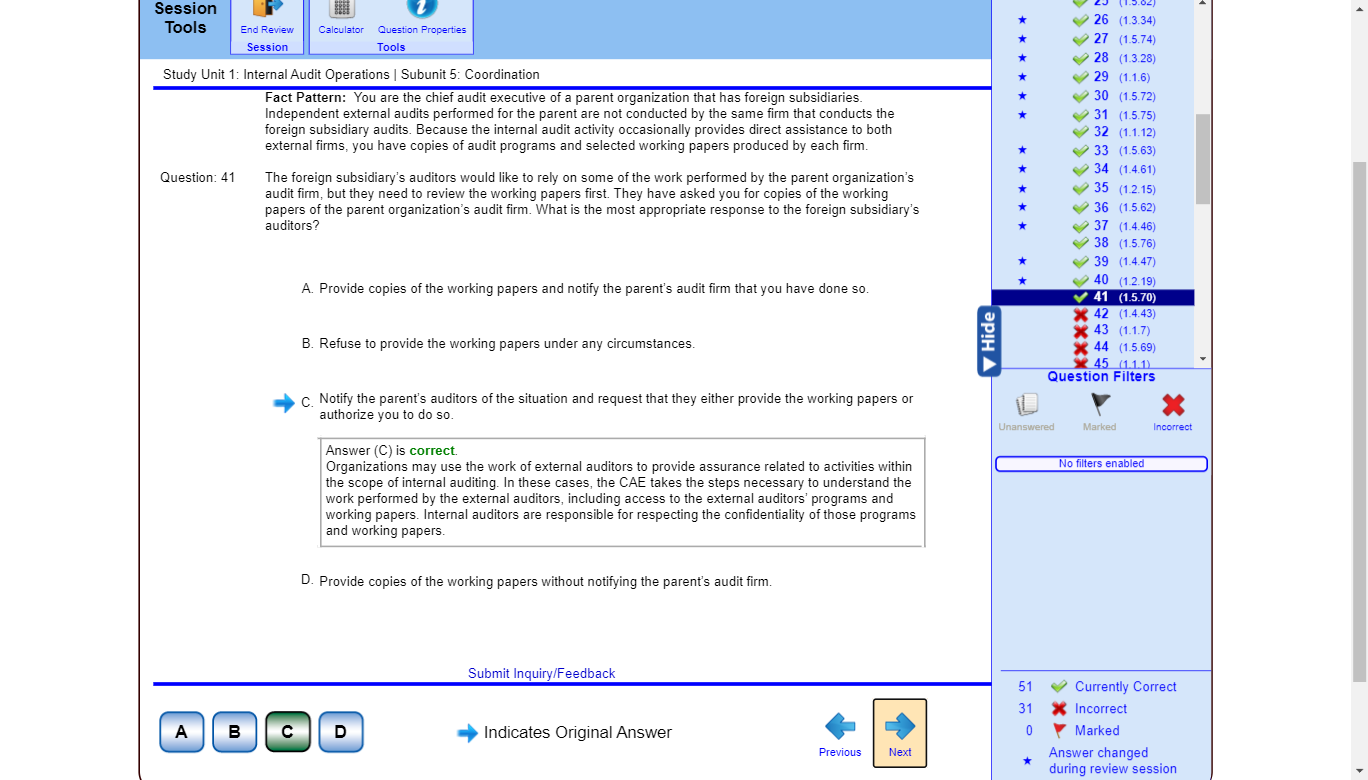 Session
Tools
End Review
Session
Calculator
Question Properties
Tools
Study Unit 1: Internal Audit Operations | Subunit 5: Coordination
Fact Pattern: You are the chief audit executive of a parent organization that has foreign subsidiaries.
Independent external audits performed for the parent are not conducted by the same firm that conducts the
foreign subsidiary audits. Because the internal audit activity occasionally provides direct assistance to both
external firms, you have copies of audit programs and selected working papers produced by each firm.
Question: 41
The foreign subsidiary's auditors would like to rely on some of the work performed by the parent organization's
audit firm, but they need to review the working papers first. They have asked you for copies of the working
papers of the parent organization's audit firm. What is the most appropriate response to the foreign subsidiary's
auditors?
A. Provide copies of the working papers and notify the parent's audit firm that you have done so.
B. Refuse to provide the working papers under any circumstances.
C. Notify the parent's auditors of the situation and request that they either provide the working papers or
authorize you to do so.
Answer (C) is correct.
Organizations may use the work of external auditors to provide assurance related to activities within
the scope of internal auditing. In these cases, the CAE takes the steps necessary to understand the
work performed by the external auditors, including access to the external auditors' programs and
working papers. Internal auditors are responsible for respecting the confidentiality of those programs
and working papers.
D. Provide copies of the working papers without notifying the parent's audit firm.
Submit Inquiry/Feedback
A B C D
Indicates Original Answer
Previous
Next
25 (1.5.82)
26 (1.3.34)
27 (1.5.74)
28 (1.3.28)
29 (1.1.6)
30 (1.5.72)
31 (1.5.75)
32 (1.1.12)
33 (1.5.63)
34 (1.4.61)
35 (1.2.15)
36 (1.5.62)
37 (1.4.46)
38 (1.5.76)
39 (1.4.47)
40 (1.2.19)
41 (1.5.70)
42 (1.4.43)
43 (1.1.7)
44 (1.5.69)
45 (1.1.1)
Hide
Question Filters
Unanswered
Marked
Incorrect
No filters enabled
51 Currently Correct
31 Incorrect
0 Marked
Answer changed
during review session